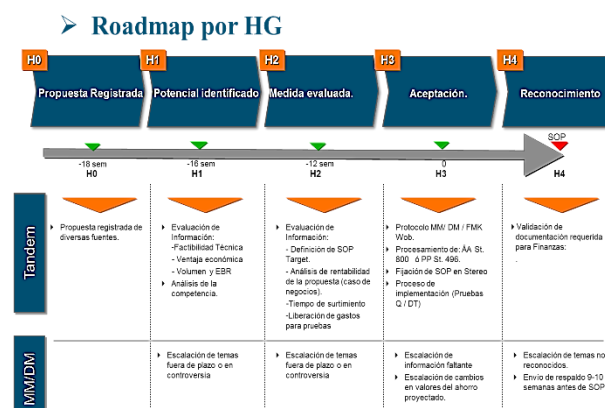 ➤ Roadmap por HG
H0
H1
H2
H3
H4
Propuesta Registrada
Potencial identificado
Medida evaluada.
Aceptación.
Reconocimiento
SOP
-18 sem
-16 sem
-12 sem
0
H0
H1
H2
H3
H4
Tandem
Propuesta registrada de
diversas fuentes.
Evaluación de
Información:
-Factibilidad Técnica
- Ventaja económica
- Volumen y EBR
Análisis de la
competencia.
Evaluación de
Información:
- Definición de SOP
Target.
- Análisis de rentabilidad
de la propuesta (caso de
negocios).
-Tiempo de surtimiento
-Liberación de gastos
para pruebas
Protocolo MM/ DM / FMK
Wob.
Procesamiento de: ÄA St.
800 ó PP St. 496.
Fijación de SOP en Stereo
Proceso de
implementación (Pruebas
Q / DT)
Validación de
documentación requerida
para Finanzas:
.
MM/DM
Escalación de temas
fuera de plazo o en
controversia
Escalación de temas
fuera de plazo o en
controversia
Escalación de
información faltante
Escalación de cambios
en valores del ahorro
proyectado.
Escalación de temas no
reconocidos.
Envío de respaldo 9-10
semanas antes de SOP